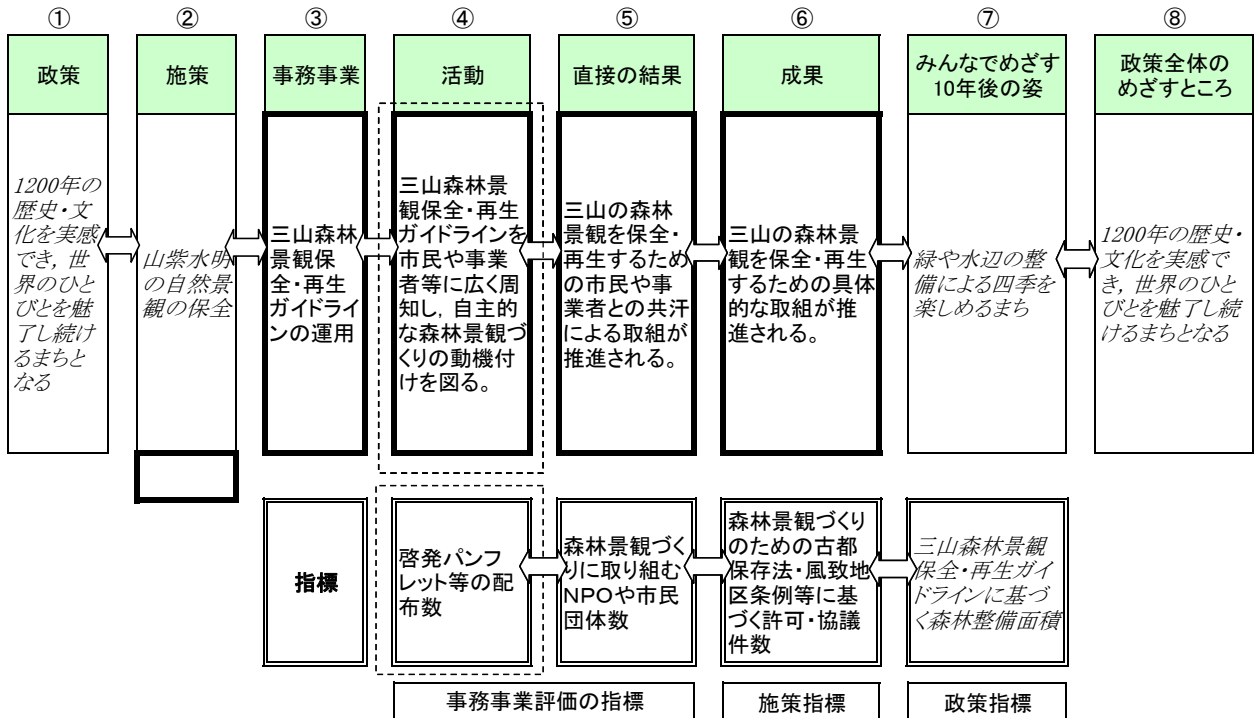 ① ② ③ ④ ⑤ ⑥ ⑦ ⑧
政策
施策
事務事業
活動
直接の結果
成果
みんなでめざす
10年後の姿
政策全体の
めざすところ
1200年の
歴史・文
化を実感
でき，世
界のひと
びとを魅
了し続け
るまちと
なる
山紫水明
の自然景
観の保全
三山森林
景観保
全・再生
ガイドライ
ンの運用
三山森林景
観保全・再生
ガイドラインを
市民や事業
者等に広く周
知し，自主的
な森林景観づ
くりの動機付
けを図る。
三山の森林
景観を保全・
再生するため
の市民や事
業者との共汗
による取組が
推進される。
三山の森林景
観を保全・再生
するための具体
的な取組が推
進される。
緑や水辺の整
備による四季を
楽しめるまち
1200年の歴史・
文化を実感で
き，世界のひと
びとを魅了し続
けるまちとなる
指標
啓発パンフ
レット等の配
布数
森林景観づく
りに取り組む
NPOや市民
団体数
森林景観づくり
のための古都
保存法・風致地
区条例等に基
づく許可・協議
件数
三山森林景観
保全・再生ガイ
ドラインに基づ
く森林整備面積
事務事業評価の指標
施策指標
政策指標